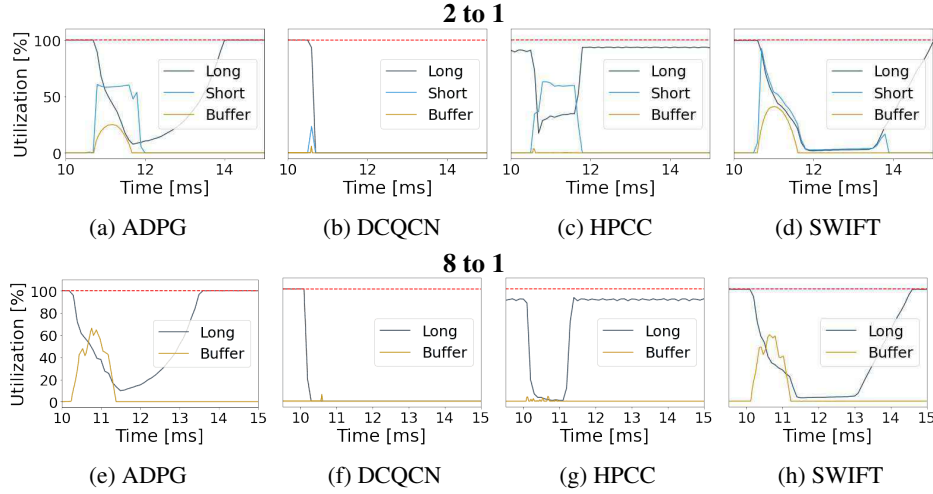 2 to 1
Utilization [%]
100
50
0
Long
Short
Buffer
10 12 14
Time [ms]
Long
Short
Buffer
10 11 12 13 14
Time [ms]
Long
Short
Buffer
10 11 12 13 14
Time [ms]
Long
Short
Buffer
10 12 14
Time [ms]
(a) ADPG
(b) DCQCN
(c) HPCC
(d) SWIFT
8 to 1
Utilization [%]
100
80
60
40
20
0
Long
Buffer
10 11 12 13 14 15
Time [ms]
Long
Buffer
10 11 12 13 14 15
Time [ms]
Long
Buffer
10 11 12 13 14 15
Time [ms]
Long
Buffer
10 11 12 13 14 15
Time [ms]
(e) ADPG
(f) DCQCN
(g) HPCC
(h) SWIFT